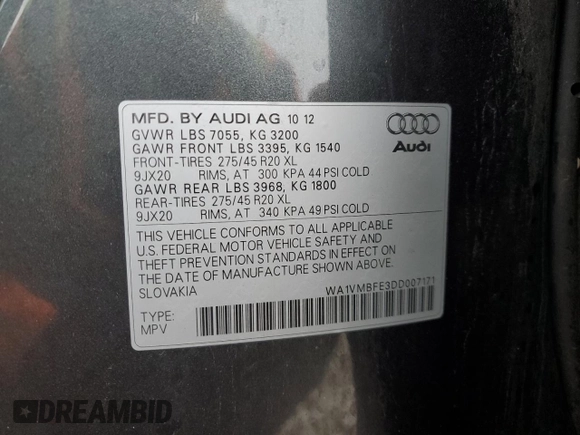 MFD. BY AUDI AG 10 12
GVWR LBS 7055, KG 3200
GAWR FRONT LBS 3395, KG 1540
FRONT-TIRES 275/45 R20 XL
9JX20 RIMS, AT 300 KPA 44 PSI COLD
GAWR REAR LBS 3968, KG 1800
REAR-TIRES 275/45 R20 XL
9JX20 RIMS, AT 340 KPA 49 PSI COLD
Audi
THIS VEHICLE CONFORMS TO ALL APPLICABLE
U.S. FEDERAL MOTOR VEHICLE SAFETY AND
THEFT PREVENTION STANDARDS IN EFFECT ON
THE DATE OF MANUFACTURE SHOWN ABOVE.
SLOVAKIA WA1VMBFE3DD007171
TYPE:
MPV
DREAMBID